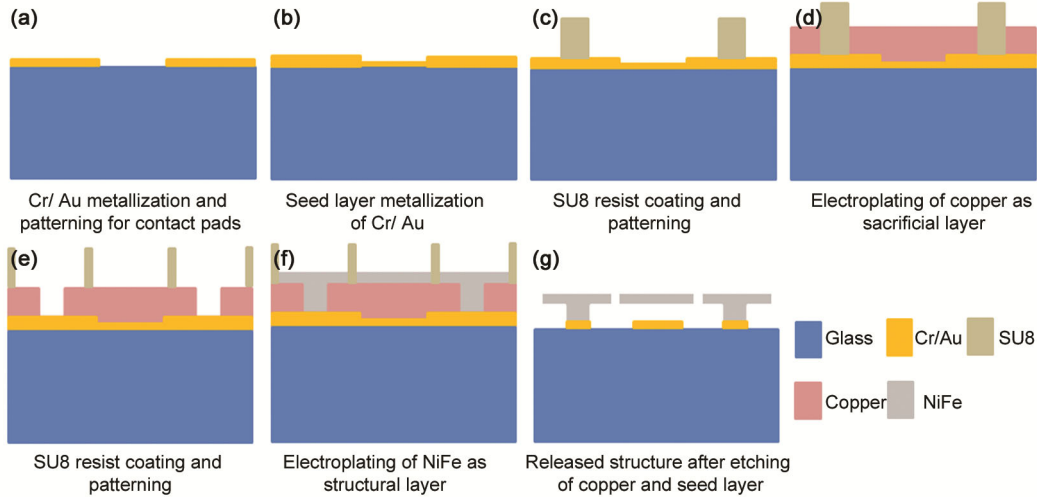 (a)
(b)
(c)
(d)
Cr/ Au metallization and
patterning for contact pads
Seed layer metallization
of Cr/ Au
SU8 resist coating and
patterning
Electroplating of copper as
sacrificial layer
(e)
(f)
(g)
Glass
Cr/Au
SU8
Copper
NiFe
SU8 resist coating and
patterning
Electroplating of NiFe as
structural layer
Released structure after etching
of copper and seed layer